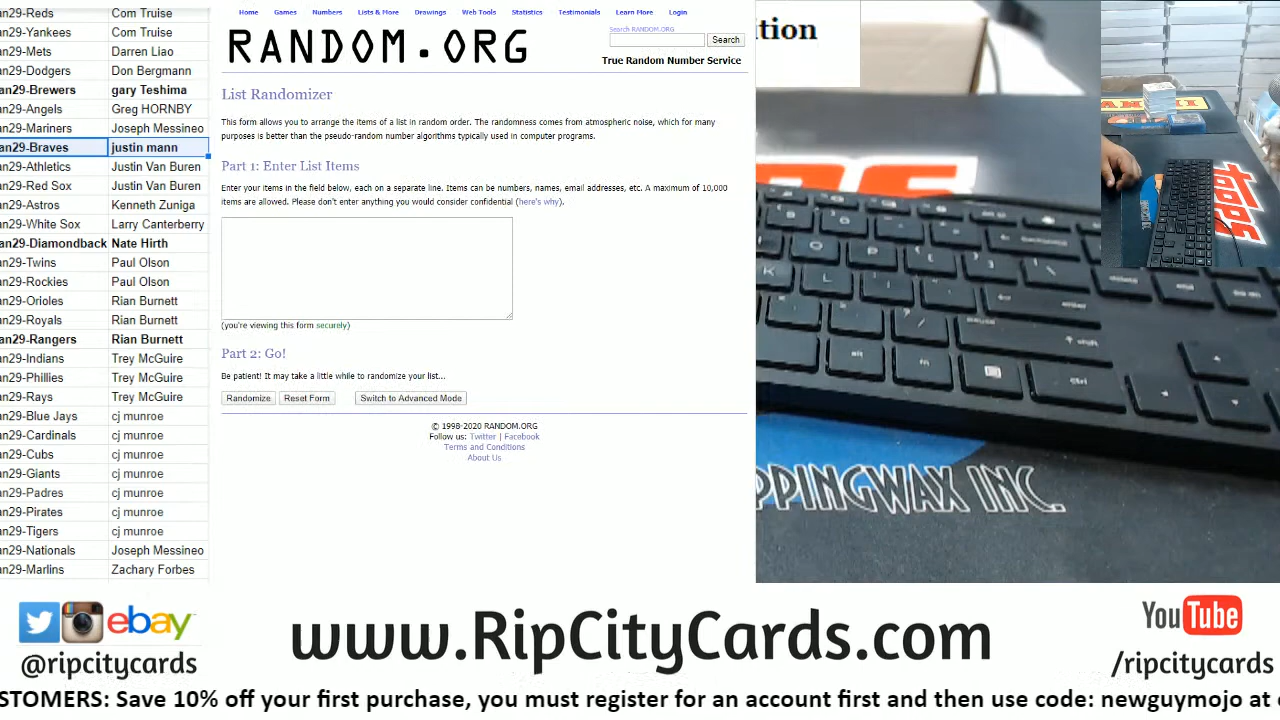 an29-Reds Com Truise
an29-Yankees Com Truise
an29-Mels Darren Liao
an29-Dodgers Don Bergmann
an29-Brewers gary Teshima
an29-Angels Greg HORNBY
an29-Mariners Joseph Messineo
an29-Braves justin mann
an29-Athletics Justin Van Buren
an29-Red Sox Justin Van Buren
an29-Astros Kenneth Zuniga
an29-White Sox Larry Canterberry
an29-Diamondback Nate Hirth
an29-Twins Paul Olson
an29-Rockies Paul Olson
an29-Orioles Rian Burnett
an29-Royals Rian Burnett
an29-Rangers Rian Burnett
an29-Indians Trey McGuire
an29-Phillies Trey McGuire
an29-Rays Trey McGuire
an29-Blue Jays cj munroe
an29-Cardinals cj munroe
an29-Cubs cj munroe
an29-Giants cj munroe
an29-Padres cj munroe
an29-Pirates cj munroe
an29-Tigers cj munroe
an29-Nationals Joseph Messineo
an29-Marlins Zachary Forbes
Home Games Numbers Lists & More Drawings Web Tools Statistics Testimonials Learn More Login
RANDOM.ORG
Search RANDOM.ORG
Search
True Random Number Service
List Randomizer
This form allows you to arrange the items of a list in random order. The randomness comes from atmospheric noise, which for many
purposes is better than the pseudo-random number algorithms typically used in computer programs.
Part 1: Enter List Items
Enter your items in the field below, each on a separate line. Items can be numbers, names, email addresses, etc. A maximum of 10,000
items are allowed. Please don't enter anything you would consider confidential (here's why).
(you're viewing this form securely)
Part 2: Go!
Be patient! It may take a little while to randomize your list...
Randomize Reset Form Switch to Advanced Mode
© 1998-2020 RANDOM.ORG
Follow us: Twitter | Facebook
Terms and Conditions
About Us
ition
topps
PPINGWAX INC.
ebay
@ripcitycards
www.RipCityCards.com
YouTube
/ripcitycards
STOMERS: Save 10% off your first purchase, you must register for an account first and then use code: newguymojo at